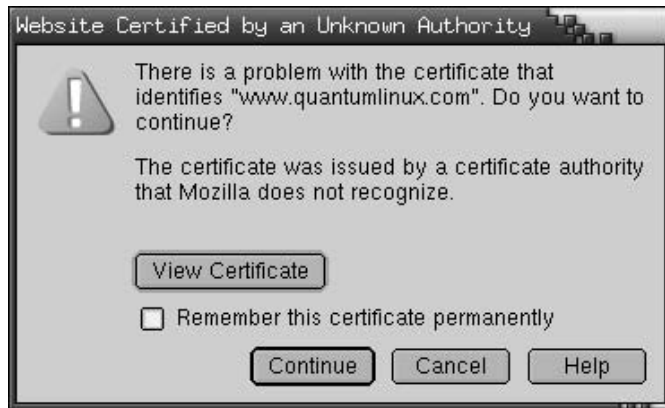 Website Certified by an Unknown Authority
There is a problem with the certificate that
identifies "www.quantumlinux.com". Do you want to
continue?
The certificate was issued by a certificate authority
that Mozilla does not recognize.
View Certificate
Remember this certificate permanently
Continue Cancel Help